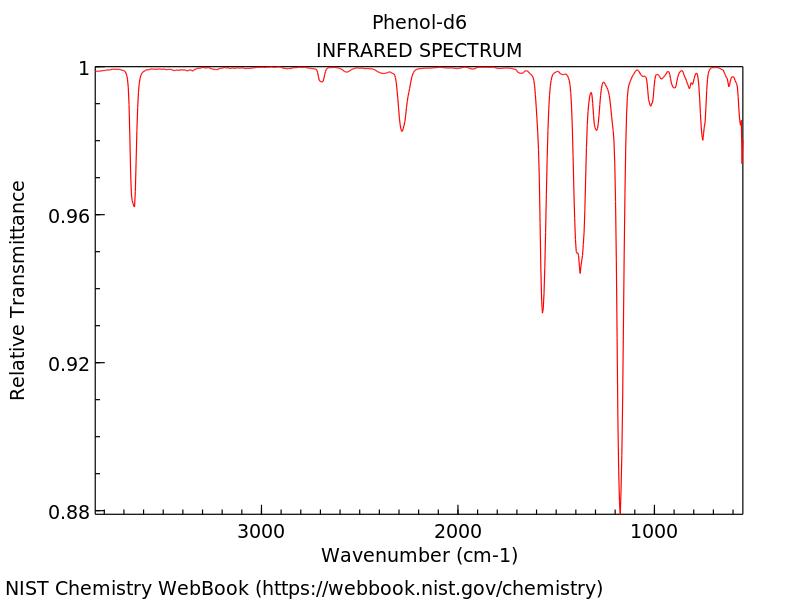 Phenol-d6
INFRARED SPECTRUM
Relative Transmittance
1
0.96
0.92
0.88
3000 2000 1000
Wavenumber (cm-1)
NIST Chemistry WebBook (https://webbook.nist.gov/chemistry)